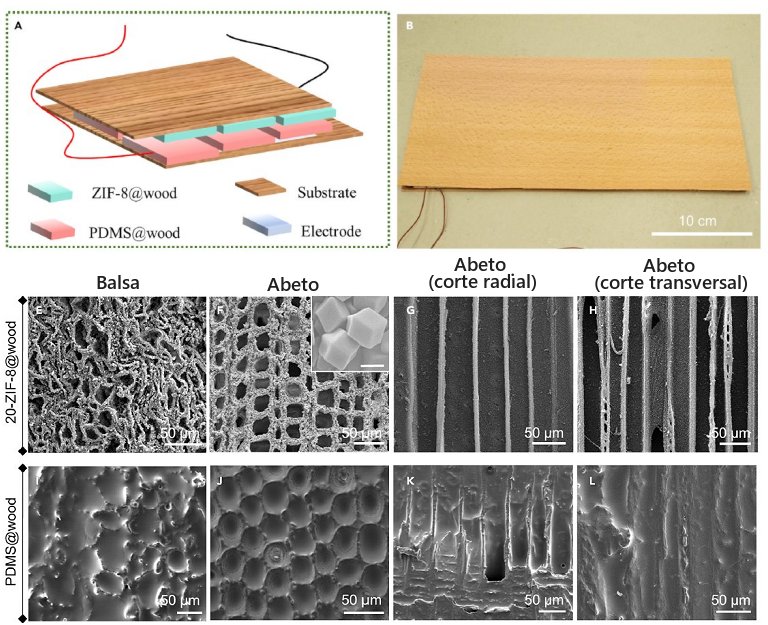 A
ZIF-8@wood
Substrate
PDMS@wood
Electrode
B
10 cm
Balsa
Abeto
Abeto
(corte radial)
Abeto
(corte transversal)
20-ZIF-8@wood
E
50 µm
F
50 µm
G
50 µm
H
50 µm
PDMS@wood
50 µm
J
50 µm
K
50 µm
L
50 µm